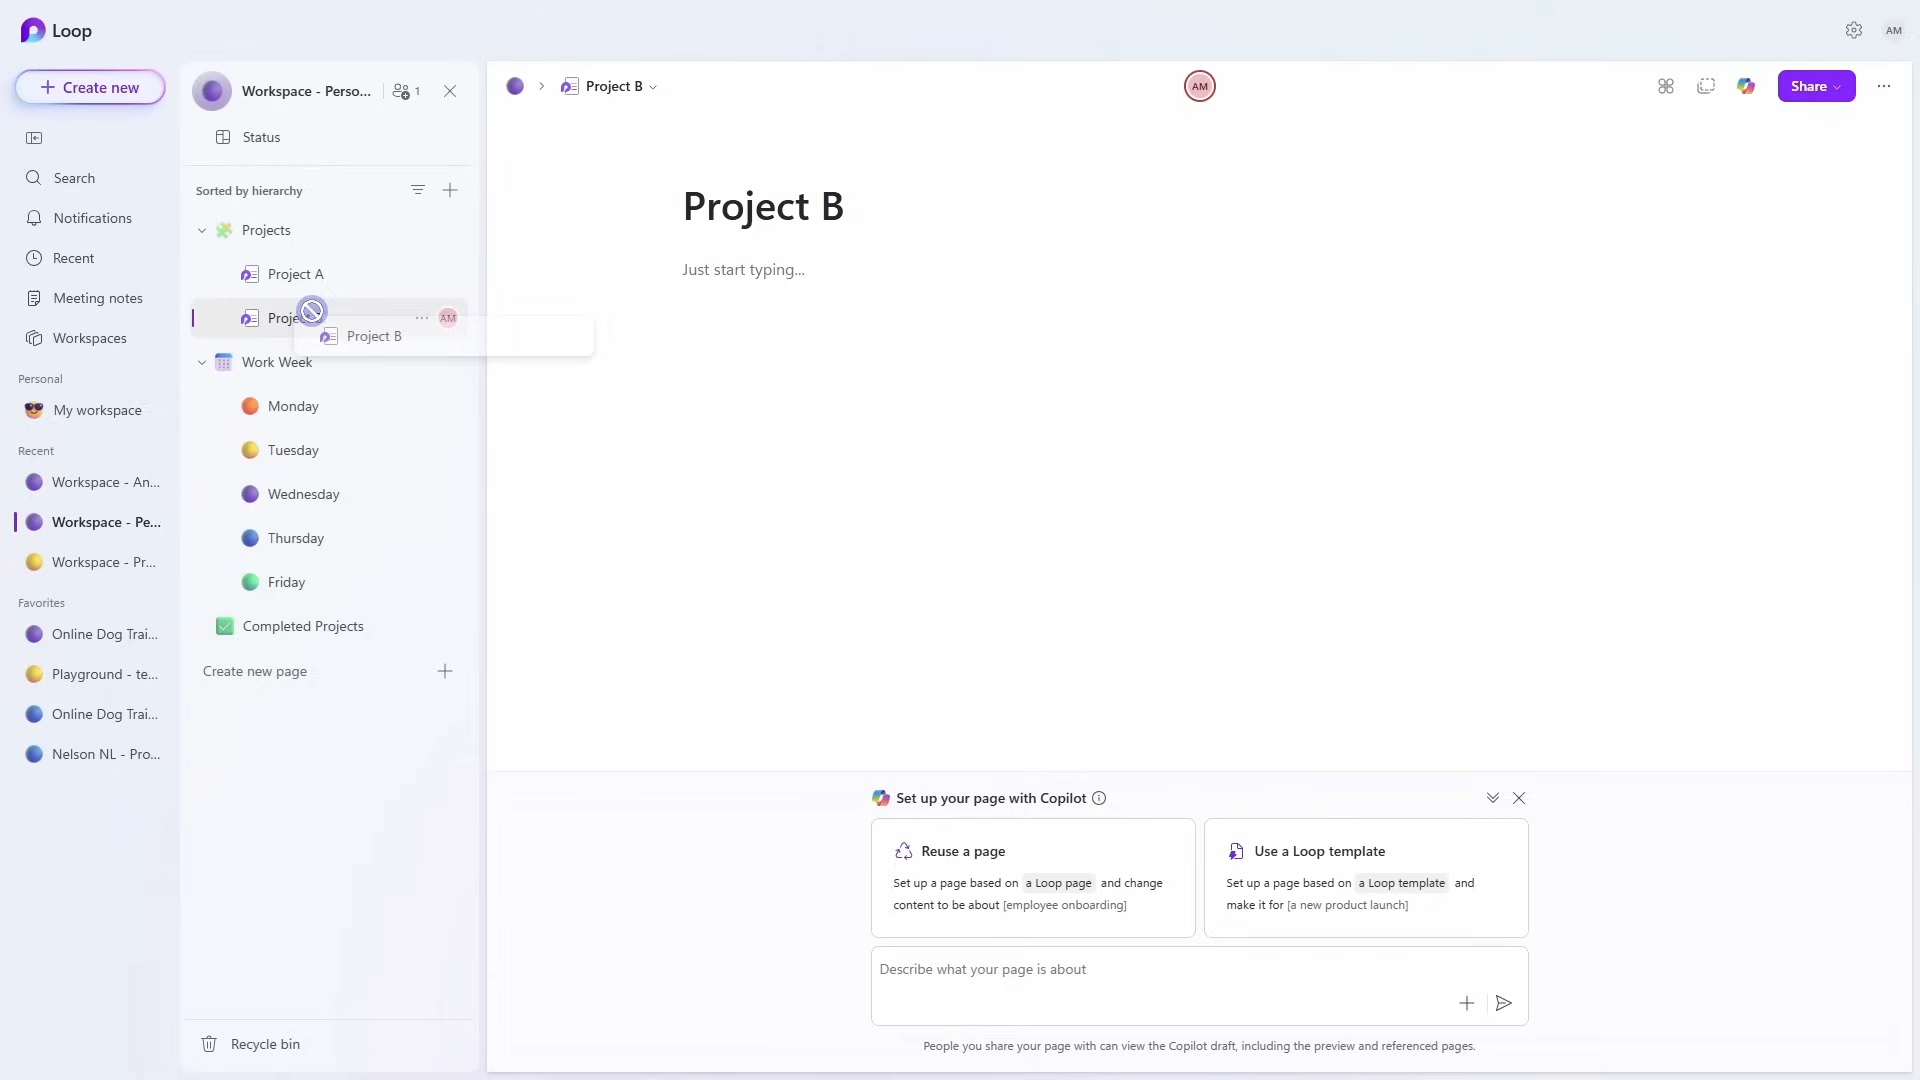 Loop
AM
Create new
Search
Notifications
Recent
Meeting notes
Workspaces
Personal
My workspace
Recent
Workspace - An...
Workspace - Pe...
Workspace - Pr...
Favorites
Online Dog Trai...
Playground - te...
Online Dog Trai...
Nelson NL - Pro...
Workspace - Perso...
1
Status
Sorted by hierarchy
Projects
Project A
AM
Project B
Work Week
Monday
Tuesday
Wednesday
Thursday
Friday
Completed Projects
Create new page
Recycle bin
Project B
AM
Share
Project B
Just start typing...
Set up your page with Copilot
Reuse a page
Set up a page based on a Loop page and change
content to be about [employee onboarding]
Use a Loop template
Set up a page based on a Loop template and
make it for [a new product launch]
Describe what your page is about
People you share your page with can view the Copilot draft, including the preview and referenced pages.